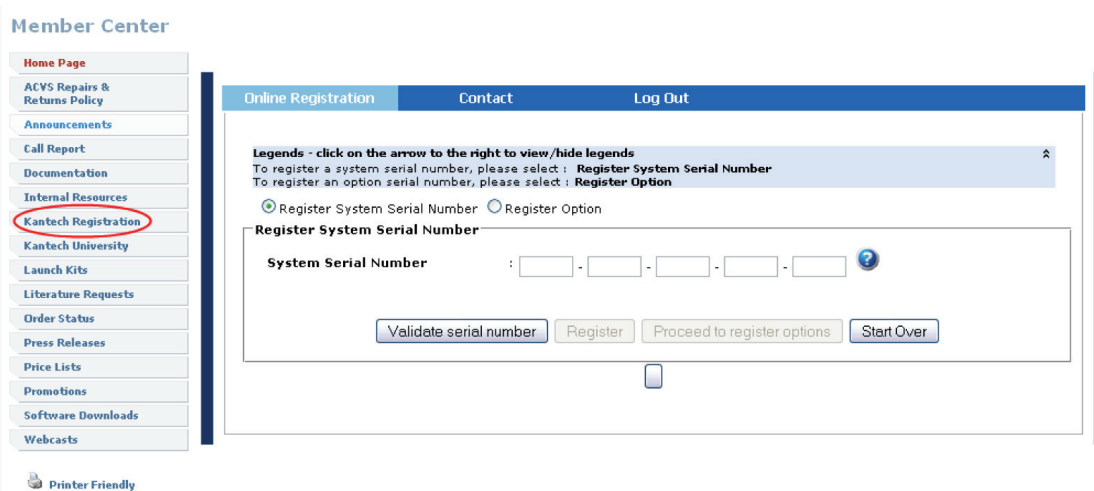 Member Center
Home Page
ACVS Repairs &
Returns Policy
Announcements
Call Report
Documentation
Internal Resources
Kantech Registration
Kantech University
Launch Kits
Literature Requests
Order Status
Press Releases
Price Lists
Promotions
Software Downloads
Webcasts
Printer Friendly
Online Registration Contact Log Out
Legends - click on the arrow to the right to view/hide legends
To register a system serial number, please select : Register System Serial Number
To register an option serial number, please select : Register Option
Register System Serial Number Register Option
Register System Serial Number
System Serial Number : - - - - ?
Validate serial number Register Proceed to register options Start Over